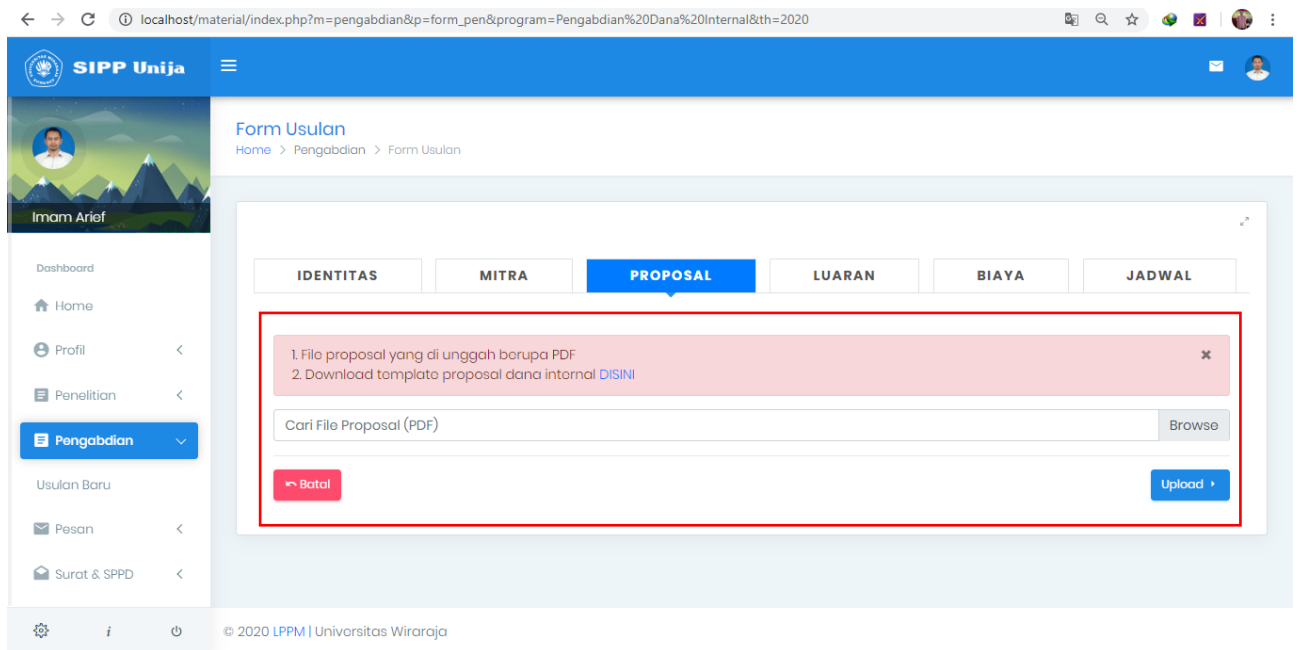 localhost/material/index.php?m=pengabdian&p=form_pen&program=Pengabdian%20Dana%20Internal&th=2020
SIPP Unija
Imam Arief
Dashboard
Home
Profil
Penelitian
Pengabdian
Usulan Baru
Pesan
Surat & SPPD
Form Usulan
Home > Pengabdian > Form Usulan
IDENTITAS MITRA PROPOSAL LUARAN BIAYA JADWAL
1. File proposal yang di unggah berupa PDF
2. Download template proposal dana internal DISINI
Cari File Proposal (PDF) Browse
Batal Upload
© 2020 LPPM | Universitas Wiraraja